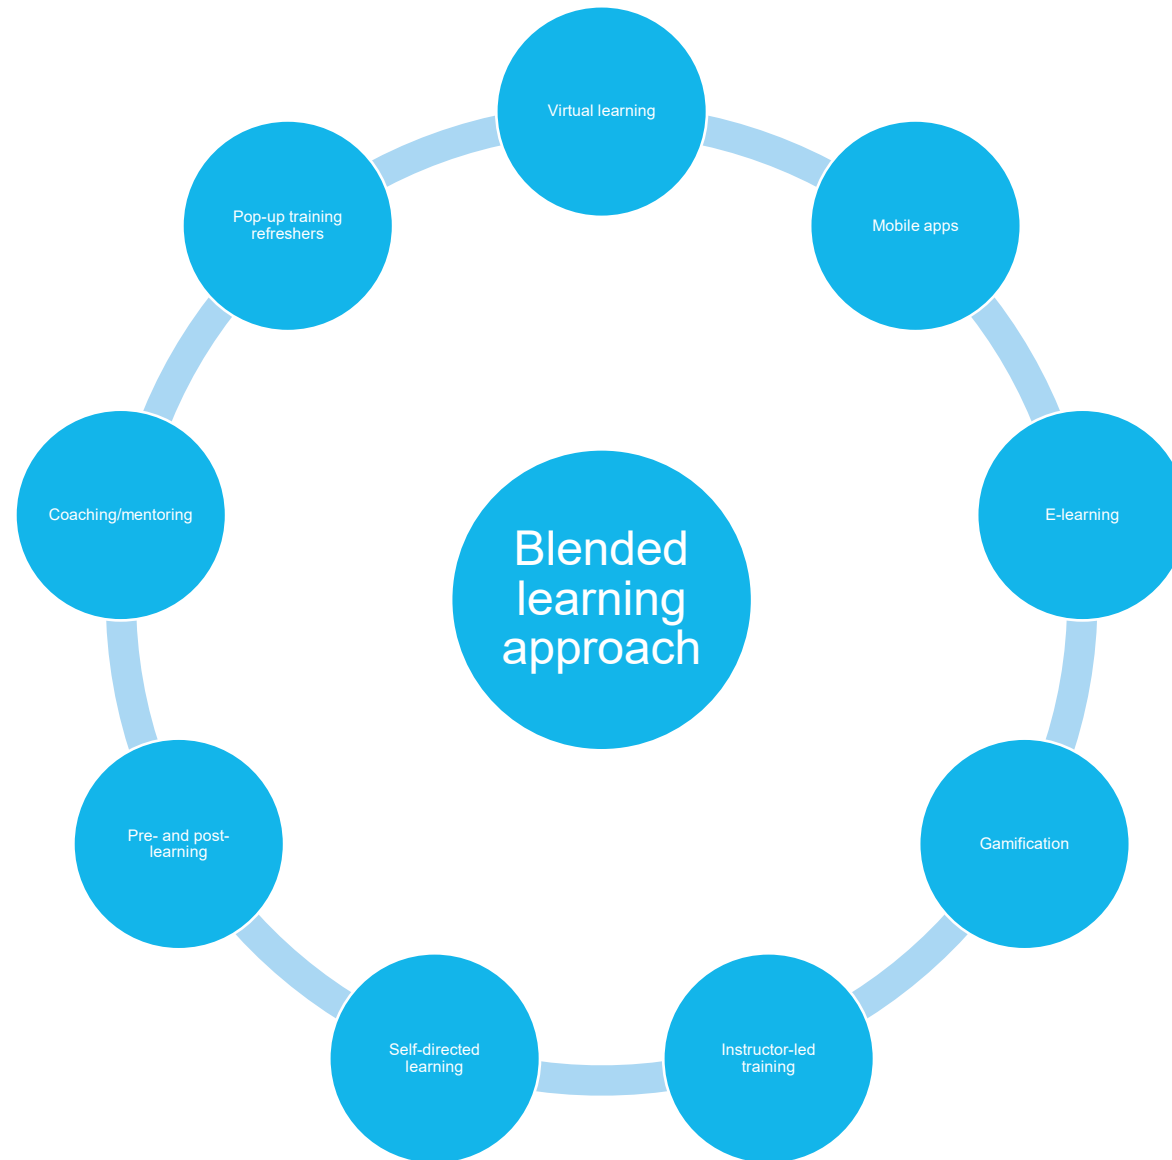 Virtual learning
Mobile apps
E-learning
Gamification
Instructor-led
training
Self-directed
learning
Pre- and post-
learning
Coaching/mentoring
Pop-up training
refreshers
Blended
learning
approach